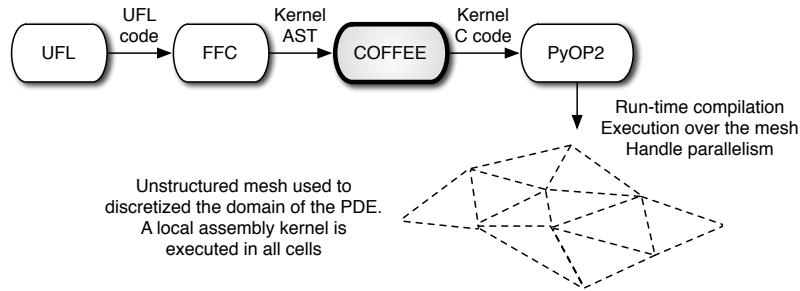 UFL
code
Kernel
AST
Kernel
C code
UFL
FFC
COFFEE
PyOP2
Run-time compilation
Execution over the mesh
Handle parallelism
Unstructured mesh used to
discretized the domain of the PDE.
A local assembly kernel is
executed in all cells